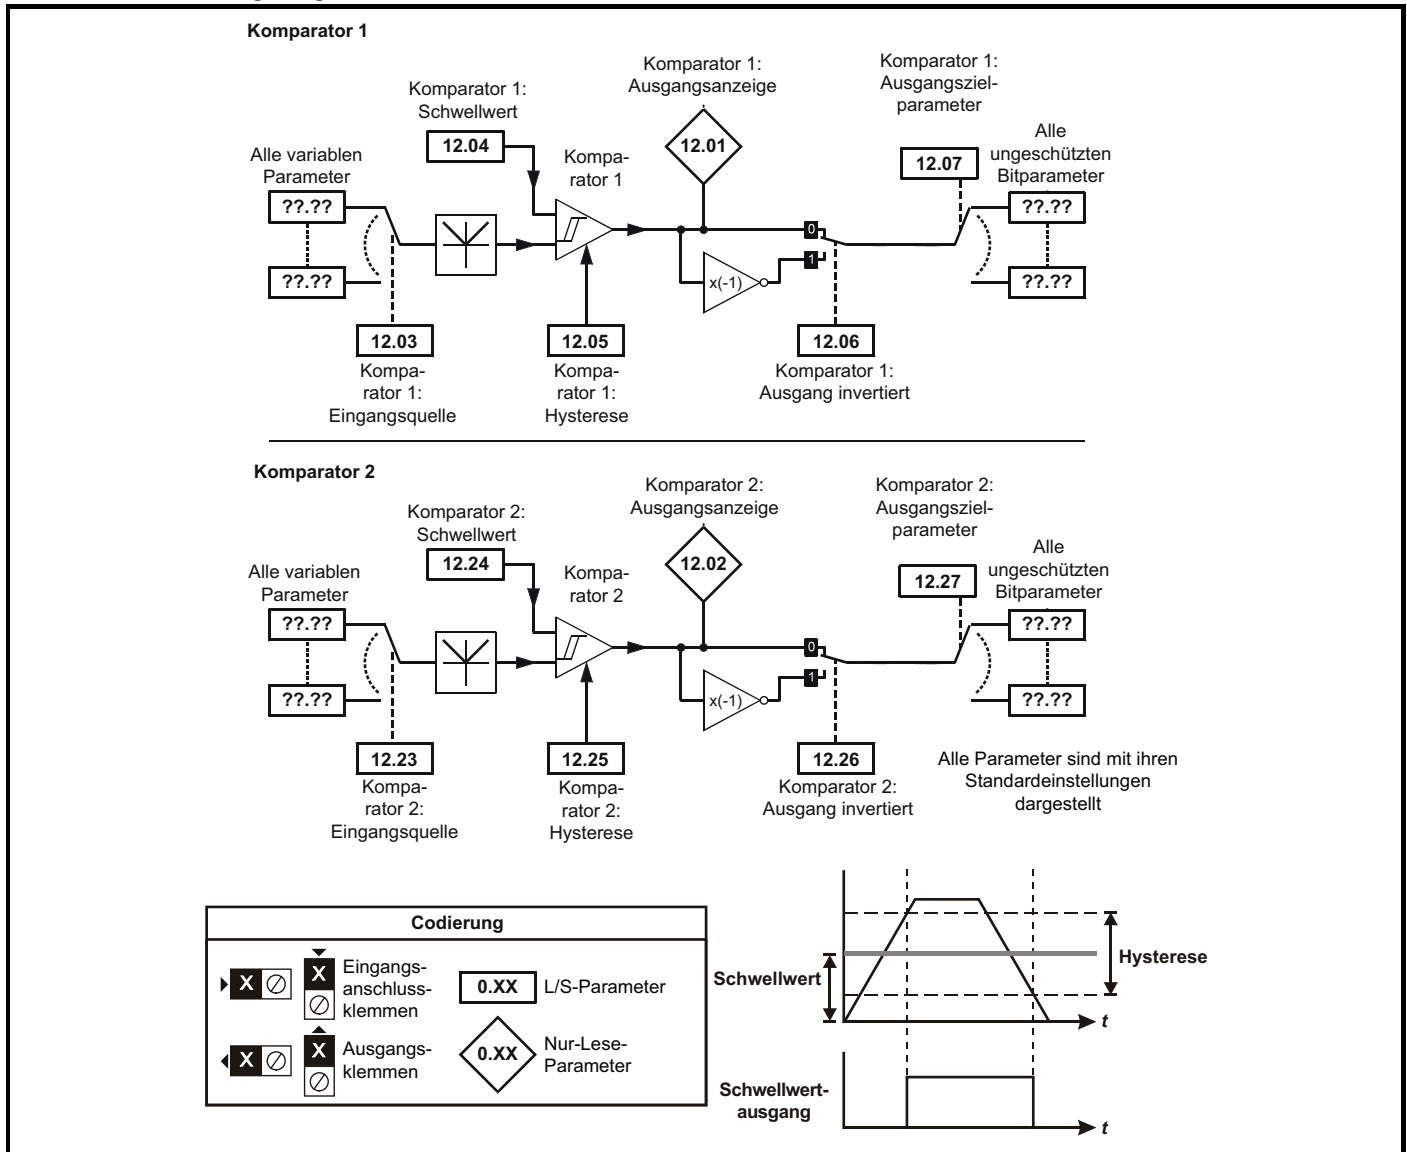 Komparator 1
Komparator 1:
Schwellwert
12.04
Komparator 1:
Ausgangsanzeige
12.01
Komparator 1:
Ausgangsziel-
parameter
12.07
Alle
ungeschützten
Bitparameter
??.??
??.??
Alle variablen
Parameter
??.??
??.??
Kompa-
rator 1
x(-1)
0
1
12.03
Kompa-
rator 1:
Eingangsquelle
12.05
Kompa-
rator 1:
Hysterese
12.06
Komparator 1:
Ausgang invertiert
Komparator 2
Komparator 2:
Schwellwert
12.24
Komparator 2:
Ausgangsanzeige
12.02
Komparator 2:
Ausgangsziel-
parameter
12.27
Alle
ungeschützten
Bitparameter
??.??
??.??
Alle variablen
Parameter
??.??
??.??
Kompa-
rator 2
x(-1)
0
1
12.23
Kompa-
rator 2:
Eingangsquelle
12.25
Kompa-
rator 2:
Hysterese
12.26
Komparator 2:
Ausgang invertiert
Alle Parameter sind mit ihren
Standardeinstellungen
dargestellt
Codierung
X
X
Eingangs-
anschluss-
klemmen
0.XX
L/S-Parameter
X
X
Ausgangs-
klemmen
0.XX
Nur-Lese-
Parameter
Schwellwert
Hysterese
t
Schwellwert-
ausgang
t